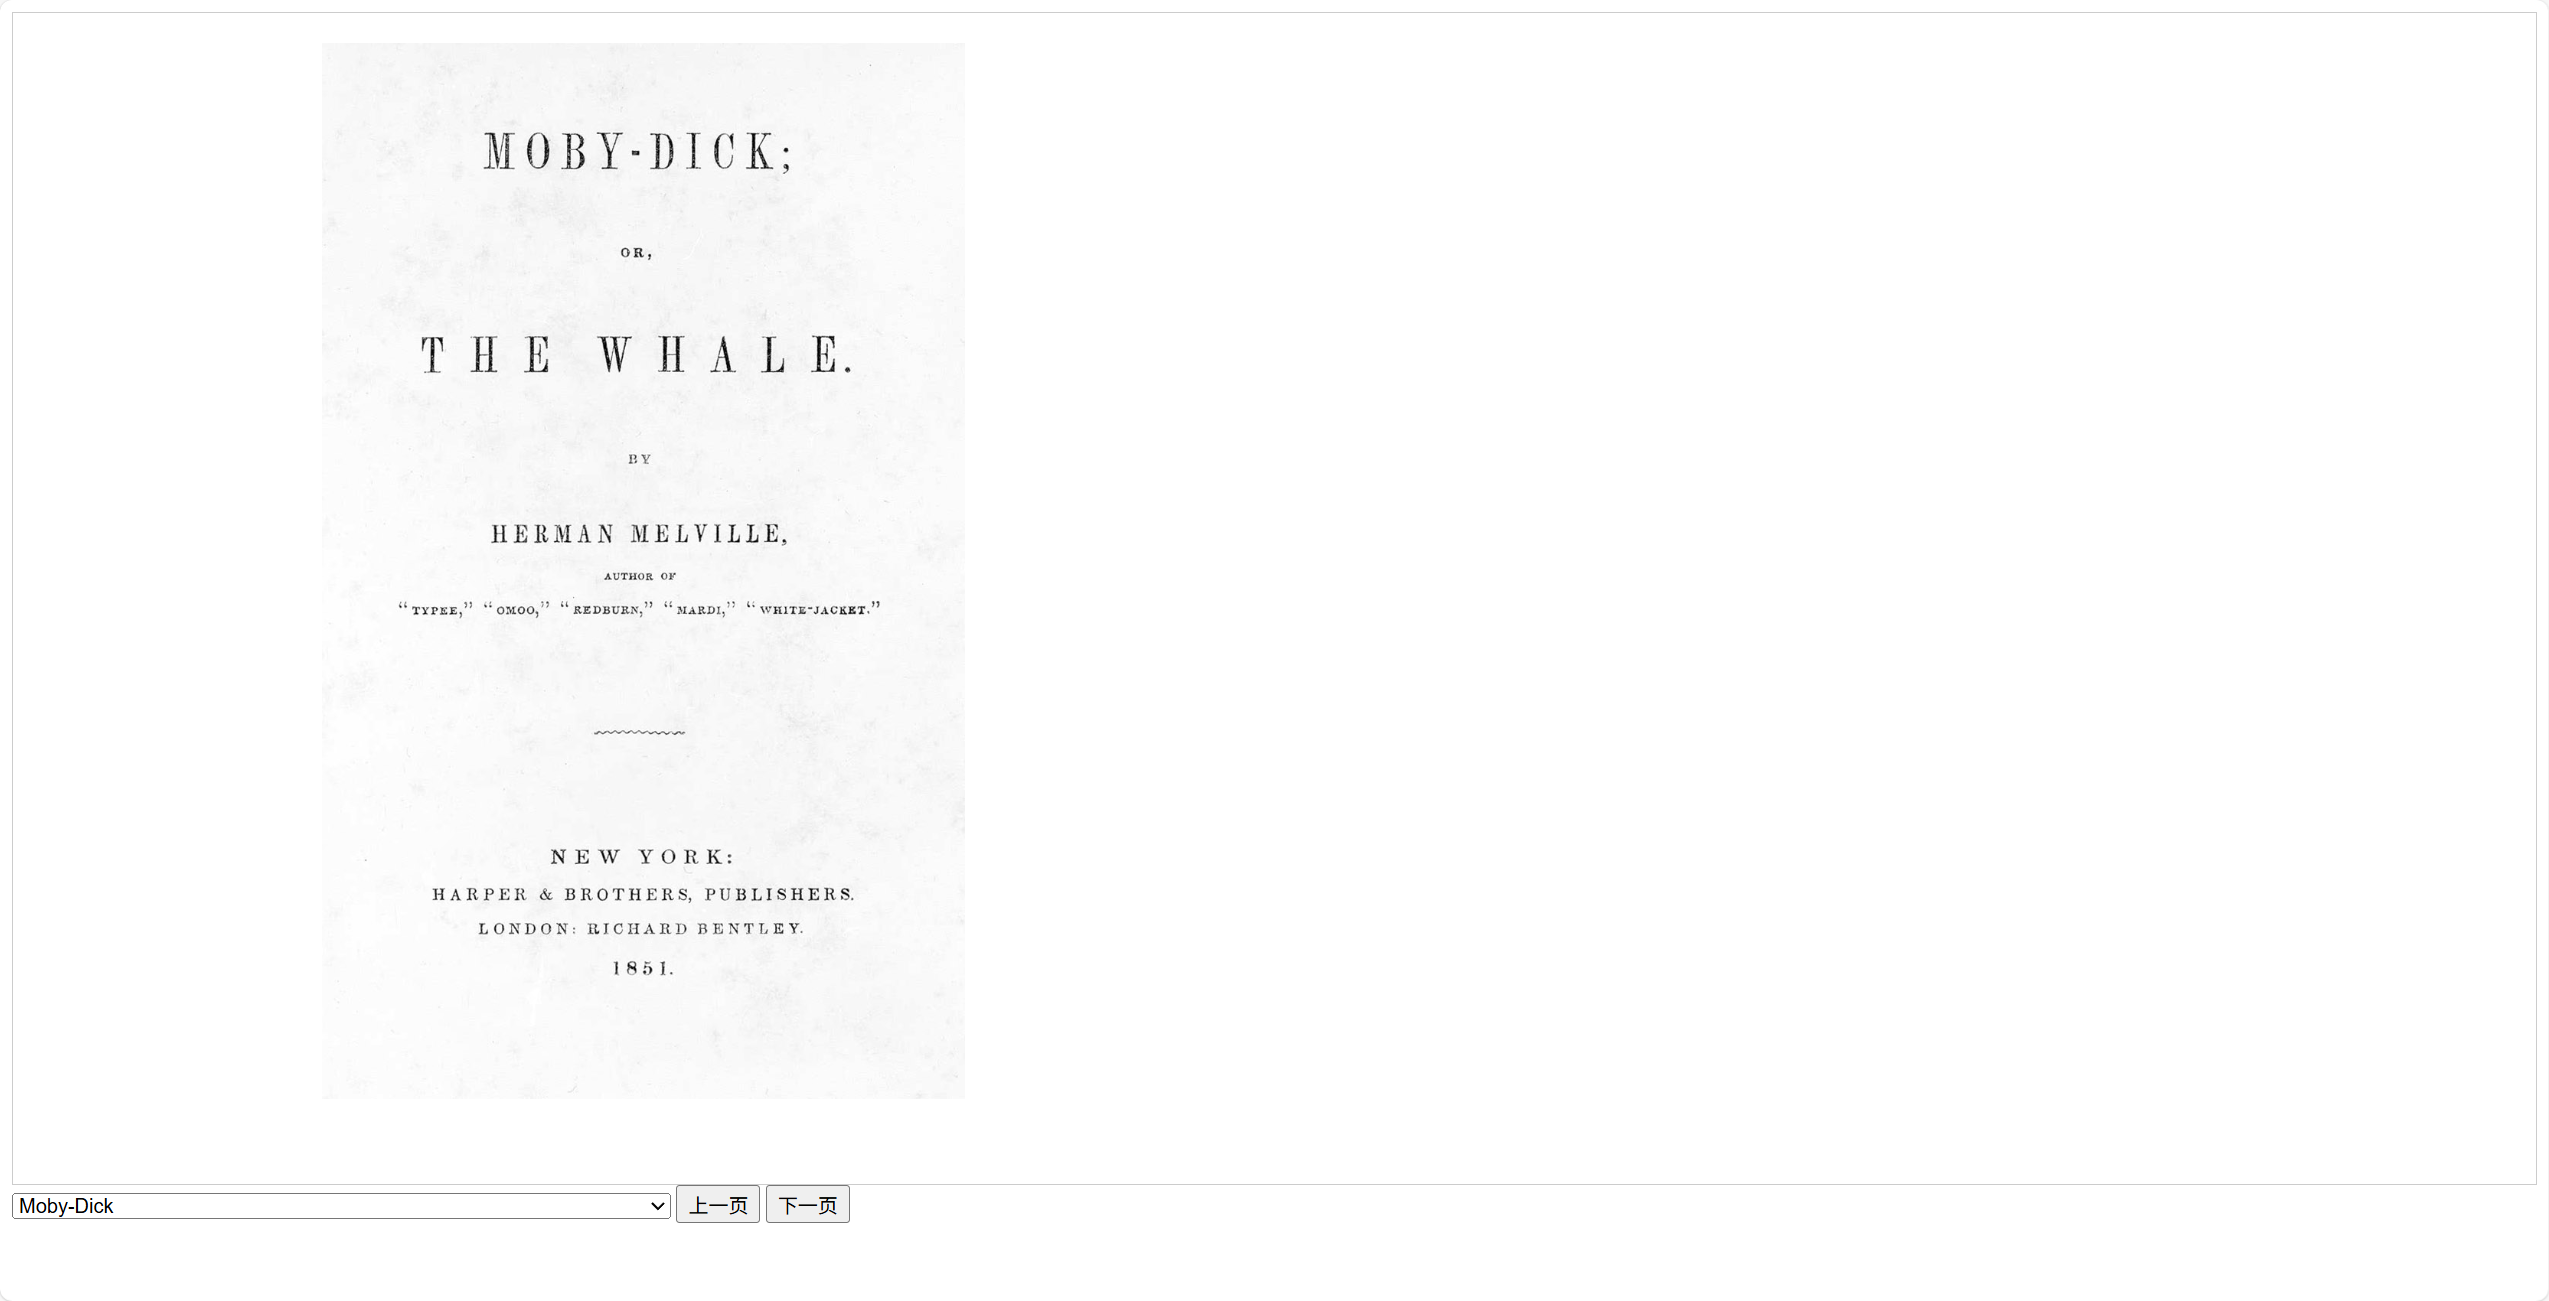 MOBY-DICK;
OR,
THE WHALE.
BY
HERMAN MELVILLE,
AUTHOR OF
“TYPEE,” “OMOO,” “REDBURN,” “MARDI,” “WHITE-JACKET.”
NEW YORK:
HARPER & BROTHERS, PUBLISHERS.
LONDON: RICHARD BENTLEY.
1851.
Moby-Dick 上一页 下一页